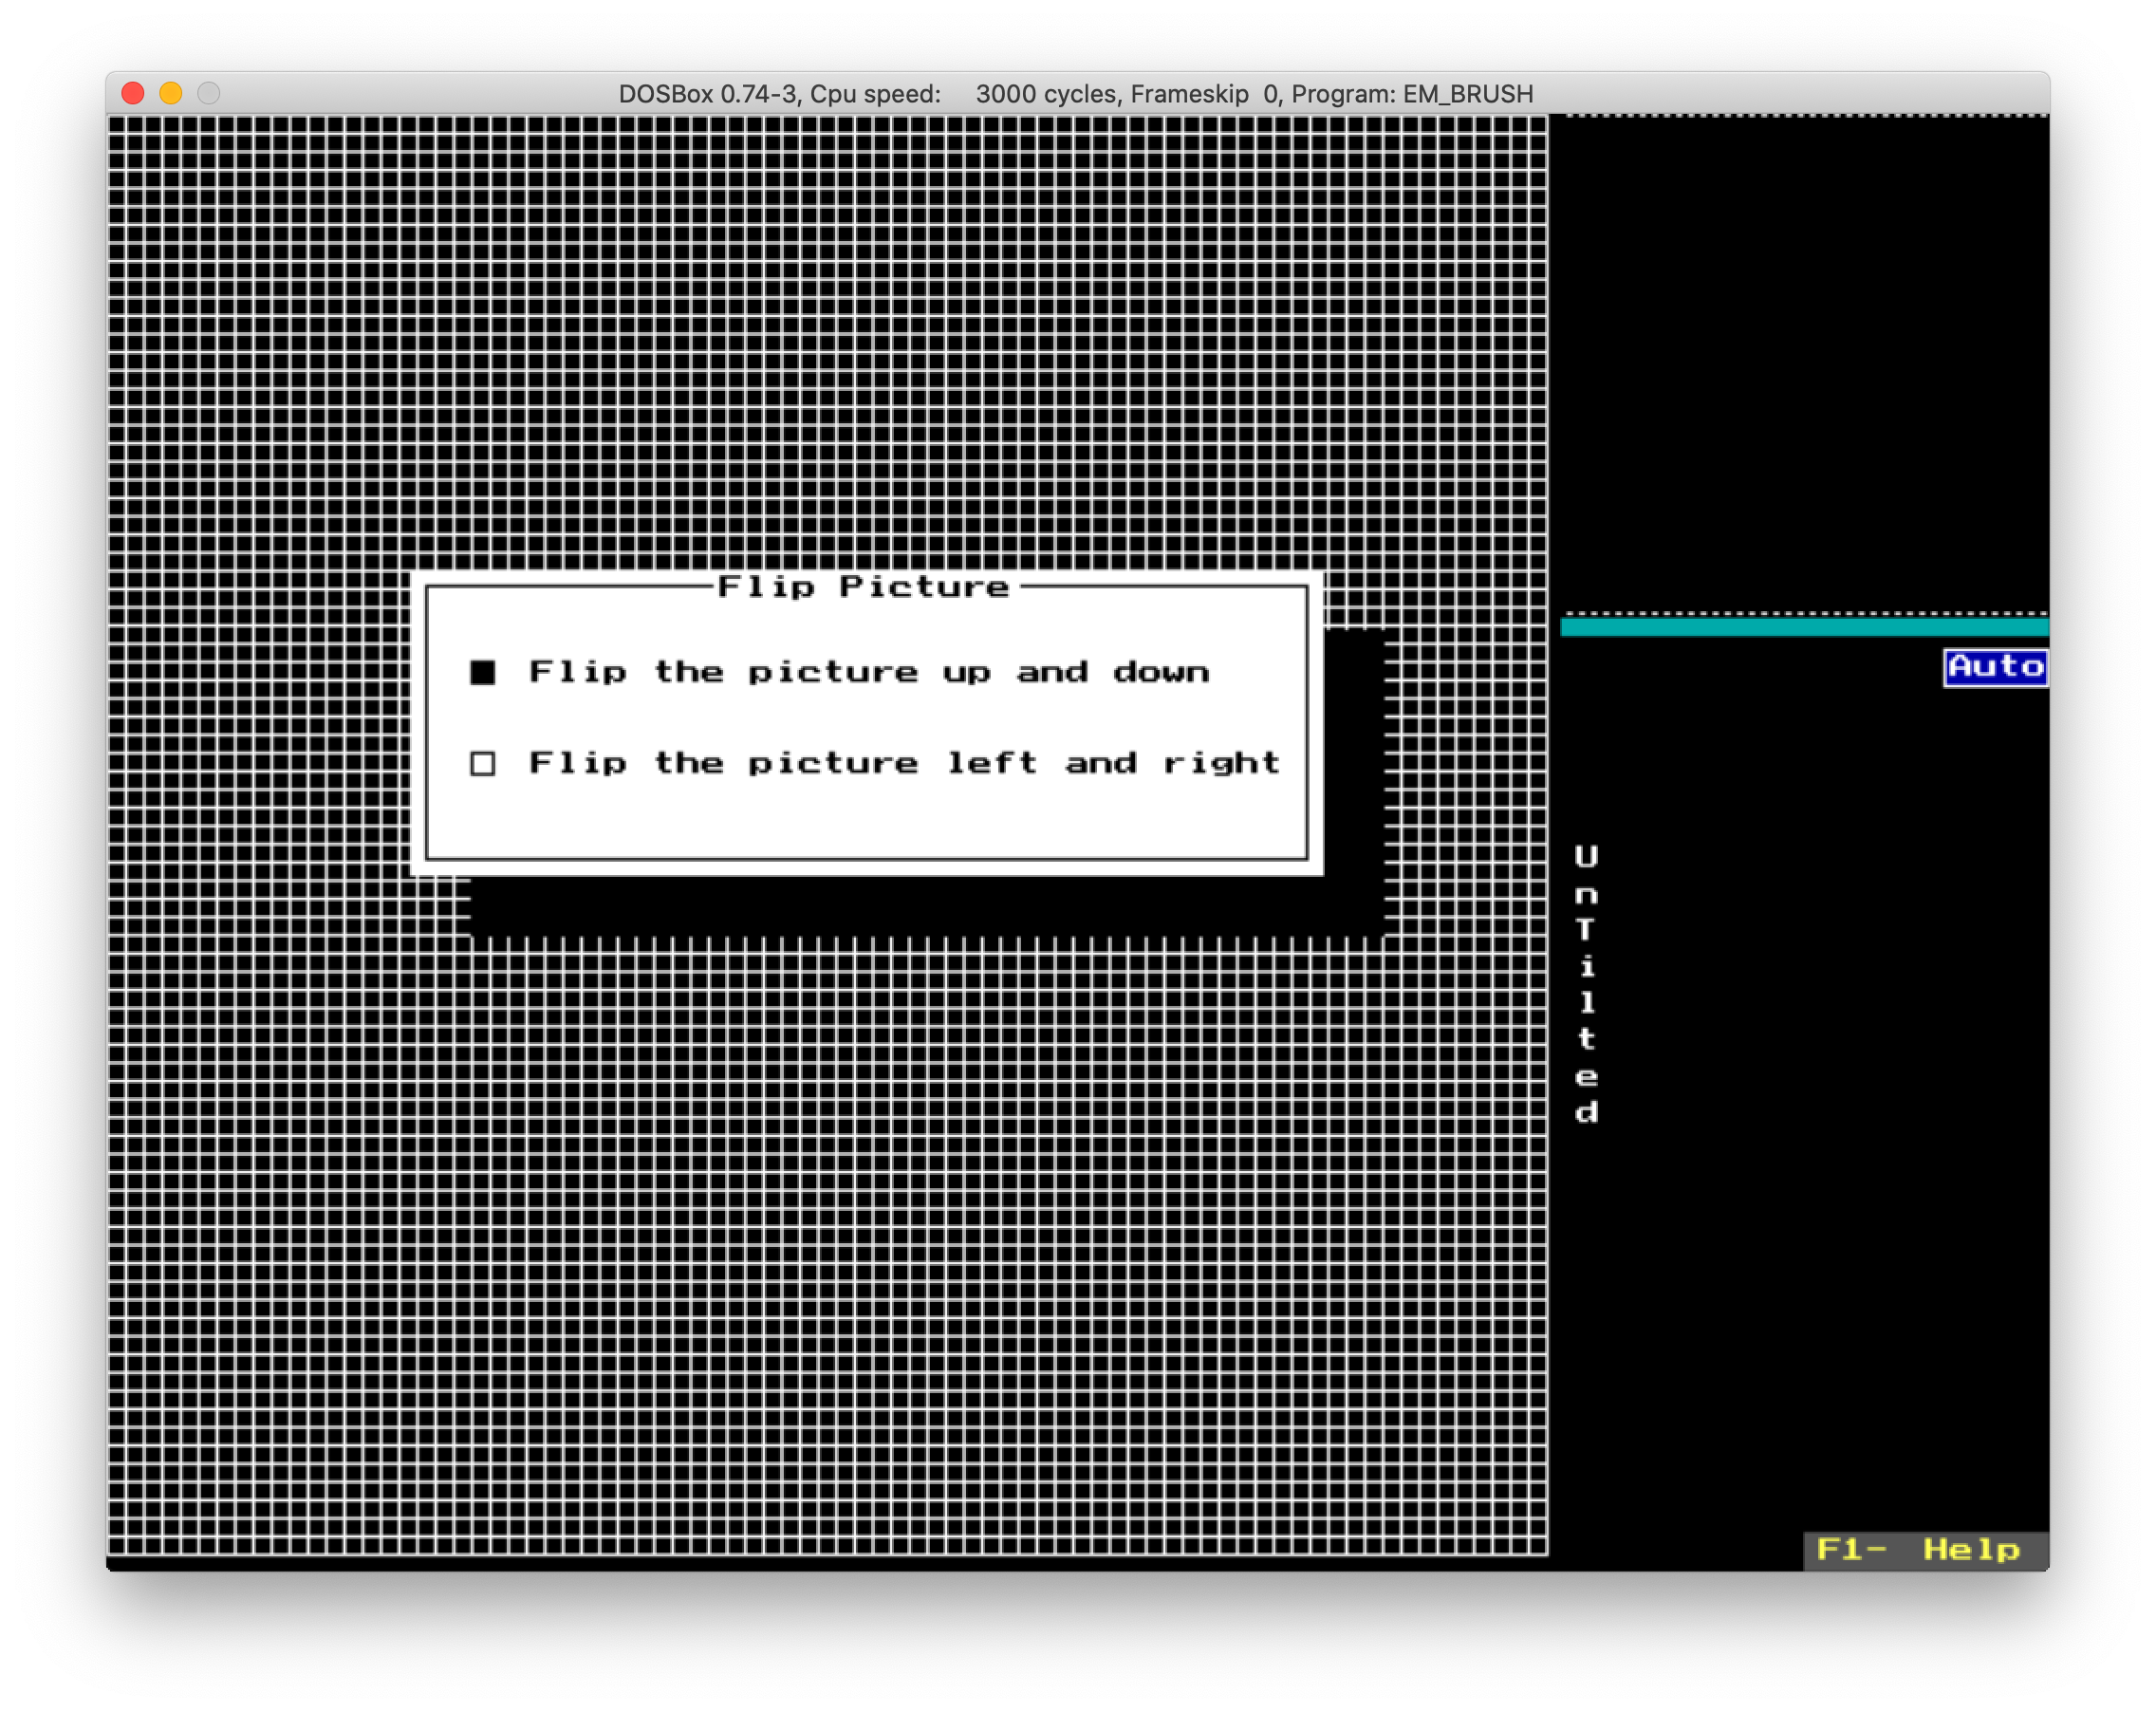 DOSBox 0.74-3, Cpu speed: 3000 cycles, Frameskip 0, Program: EM_BRUSH
Flip Picture
Flip the picture up and down
Flip the picture left and right
Auto
UnTilted
F1- Help